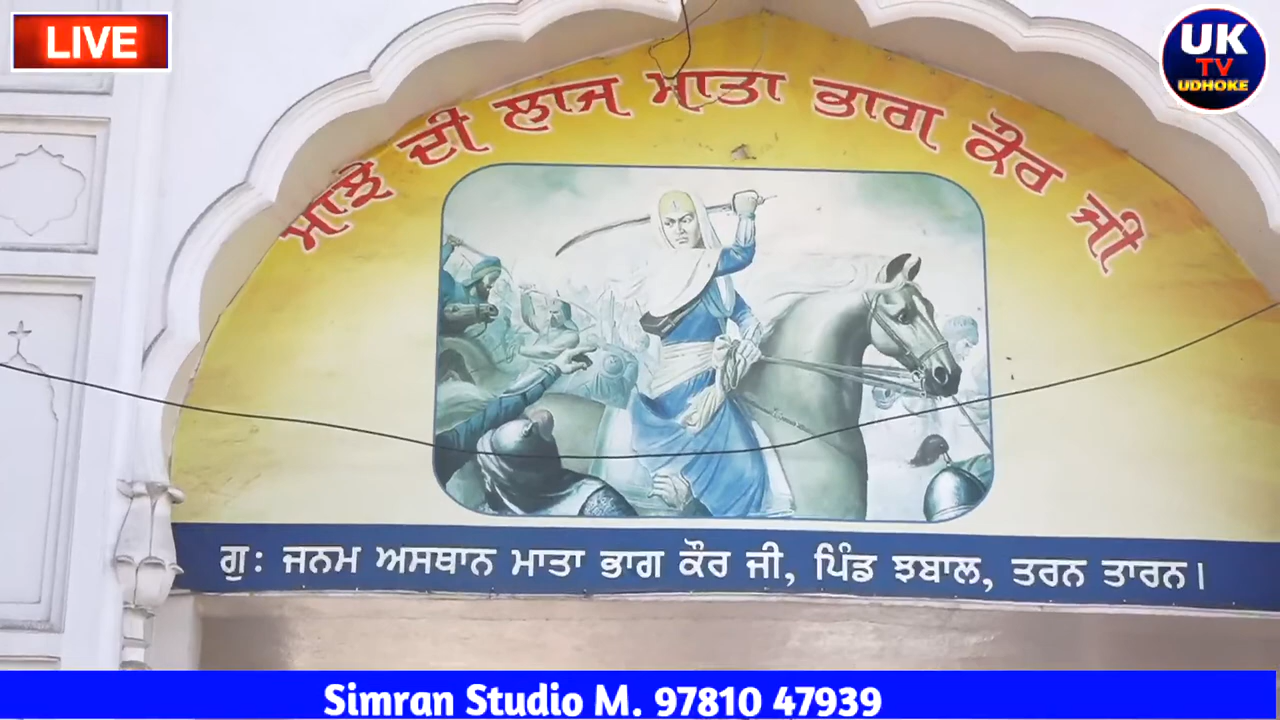 LIVE
UK
TV
UDHOKE
ਮਾਝੇ ਦੀ ਲਾਜ ਮਾਤਾ ਭਾਗ ਕੌਰ ਜੀ
ਗੁ: ਜਨਮ ਅਸਥਾਨ ਮਾਤਾ ਭਾਗ ਕੌਰ ਜੀ, ਪਿੰਡ ਝਬਾਲ, ਤਰਨ ਤਾਰਨ।
Simran Studio M. 97810 47939